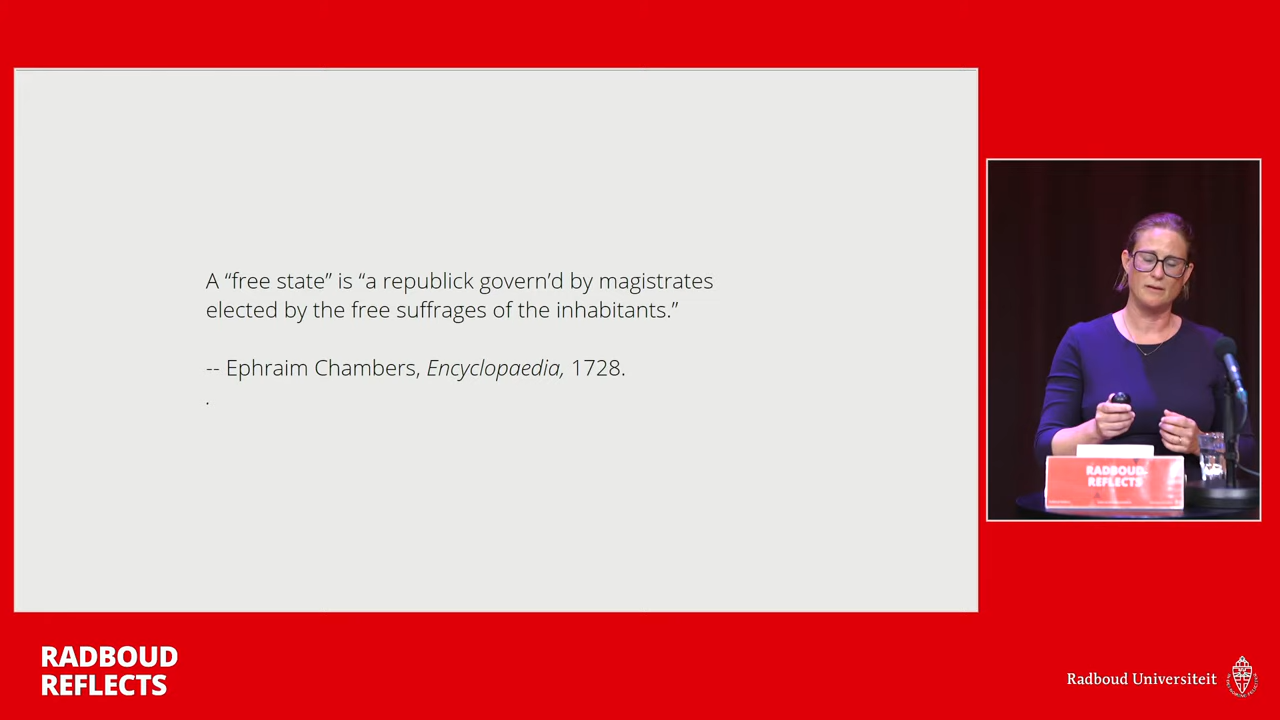 A “free state” is “a republick govern’d by magistrates
elected by the free suffrages of the inhabitants.”
-- Ephraim Chambers, Encyclopaedia, 1728.
.
RADBOUD
REFLECTS
RADBOUD
REFLECTS
Radboud Universiteit